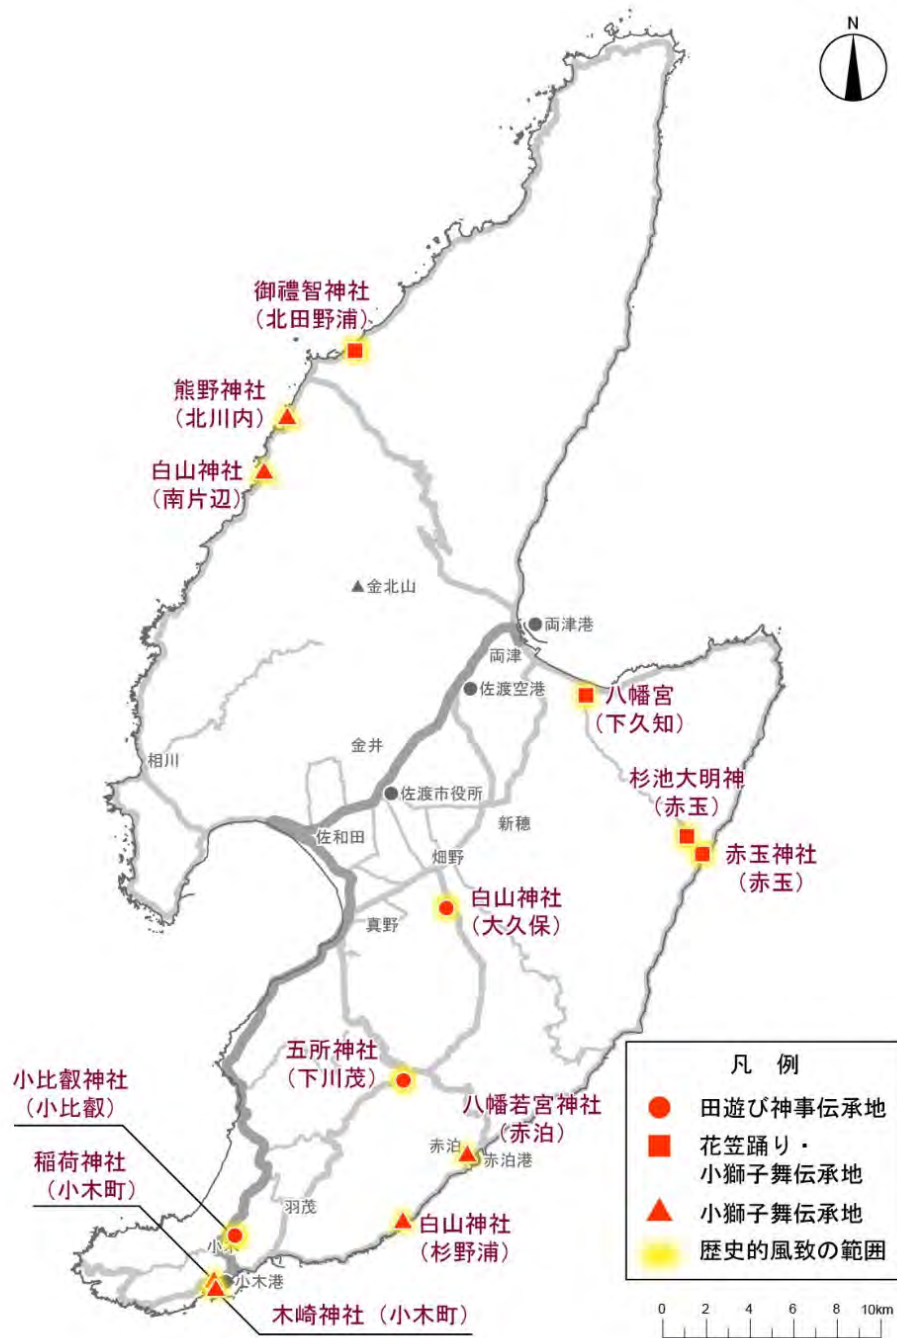 N
御禮智神社
（北田野浦）
熊野神社
（北川内）
白山神社
（南片辺）
金北山
両津港
両津
佐渡空港
八幡宮
（下久知）
金井
相川
佐渡市役所
杉池大明神
（赤玉）
佐和田
新穂
畑野
赤玉神社
（赤玉）
白山神社
（大久保）
真野
五所神社
（下川茂）
小比叡神社
（小比叡）
八幡若宮神社
（赤泊）
赤泊
赤泊港
稲荷神社
（小木町）
羽茂
白山神社
（杉野浦）
小木
小木港
木崎神社（小木町）
凡 例
田遊び神事伝承地
花笠踊り・
小獅子舞伝承地
小獅子舞伝承地
歴史的風致の範囲
0 2 4 6 8 10km